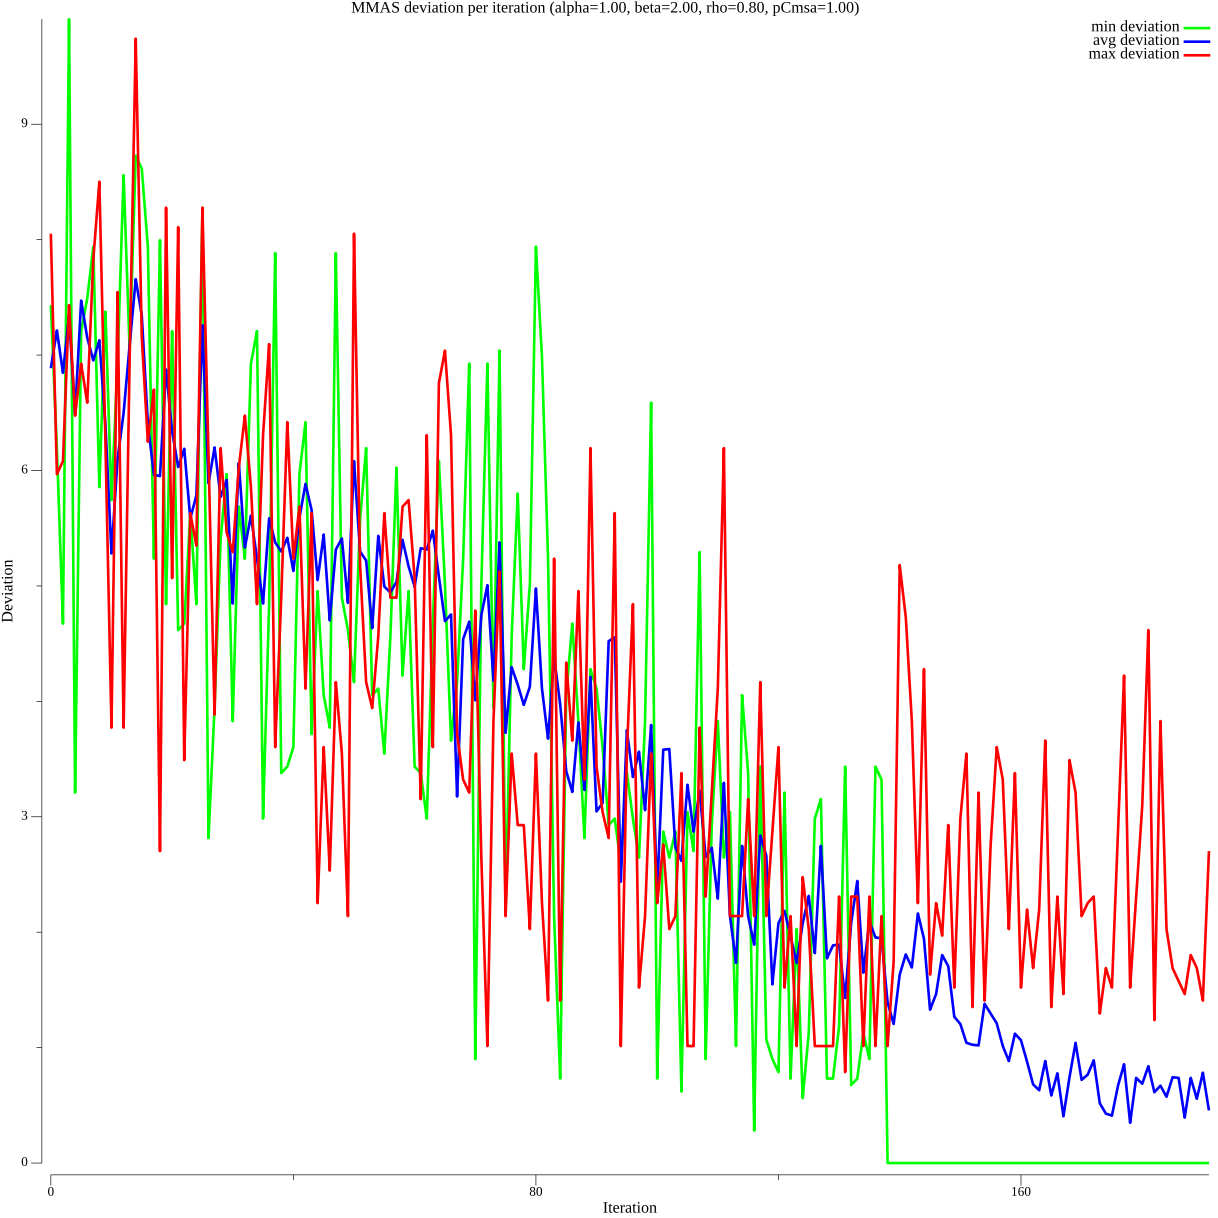 MMAS deviation per iteration (alpha=1.00, beta=2.00, rho=0.80, pCmsa=1.00)
min deviation
avg deviation
max deviation
9
6
3
0
Deviation
0
80
160
Iteration